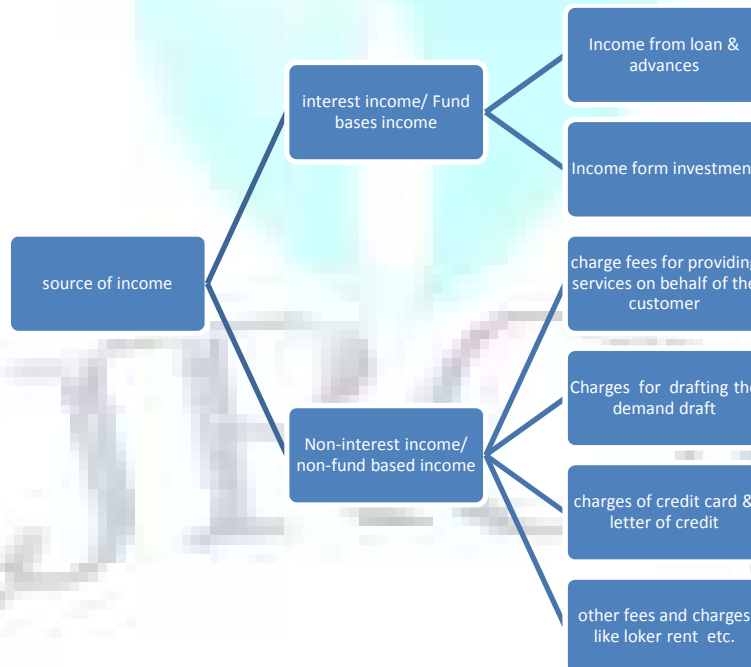 Income from loan &
advances
interest income/ Fund
bases income
Income form investmen
source of income
charge fees for providing
services on behalf of the
customer
Charges for drafting the
demand draft
Non-interest income/
non-fund based income
charges of credit card &
letter of credit
other fees and charges
like loker rent etc.